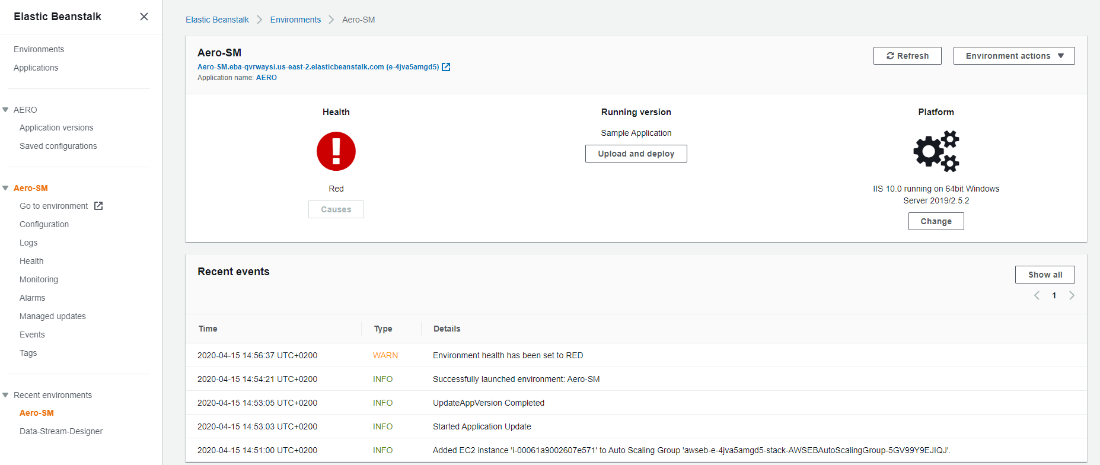 Elastic Beanstalk
Environments
Applications
AERO
Application versions
Saved configurations
Aero-SM
Go to environment
Configuration
Logs
Health
Monitoring
Alarms
Managed updates
Events
Tags
Recent environments
Aero-SM
Data-Stream-Designer
Elastic Beanstalk > Environments > Aero-SM
Aero-SM
Aero-SM.eba-qvrwaysi.us-east-2.elasticbeanstalk.com (e-4jva5amgd5)
Application name: AERO
Refresh
Environment actions
Health
Red
Causes
Running version
Sample Application
Upload and deploy
Platform
IIS 10.0 running on 64bit Windows
Server 2019/2.5.2
Change
Recent events
Show all
1
Time Type Details
2020-04-15 14:56:37 UTC+0200 WARN Environment health has been set to RED
2020-04-15 14:54:21 UTC+0200 INFO Successfully launched environment: Aero-SM
2020-04-15 14:53:05 UTC+0200 INFO UpdateAppVersion Completed
2020-04-15 14:53:03 UTC+0200 INFO Started Application Update
2020-04-15 14:51:00 UTC+0200 INFO Added EC2 instance 'i-00061a9002607e571' to Auto Scaling Group 'awseb-e-4jva5amgd5-stack-AWSEBAutoScalingGroup-5GV99Y9EJIQJ'.